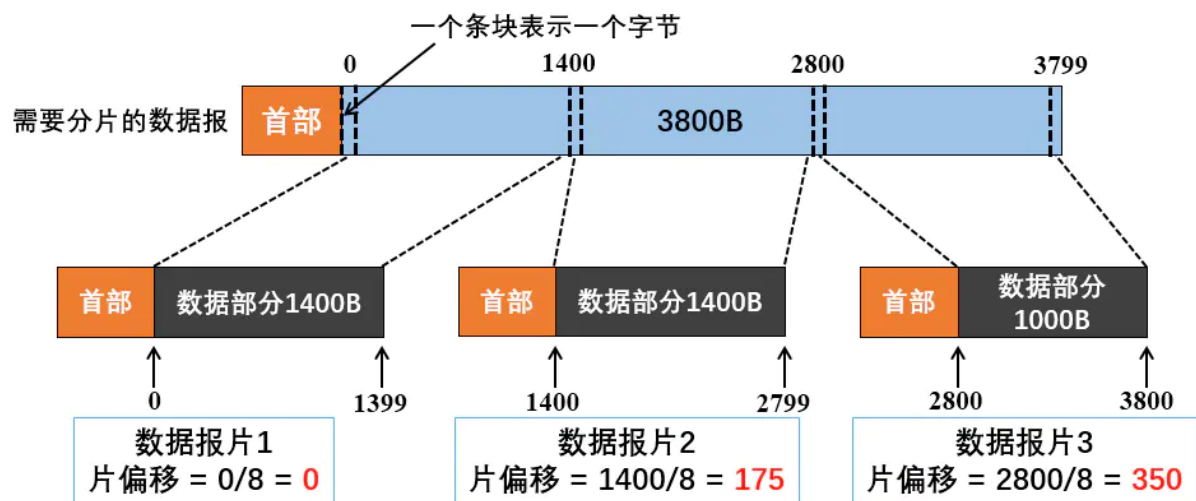 一个条块表示一个字节
0
1400
2800
3799
需要分片的数据报
首部
3800B
首部
数据部分1400B
首部
数据部分1400B
首部
数据部分
1000B
0
1399
1400
2799
2800
3800
数据报片1
片偏移 = 0/8 = 0
数据报片2
片偏移 = 1400/8 = 175
数据报片3
片偏移 = 2800/8 = 350